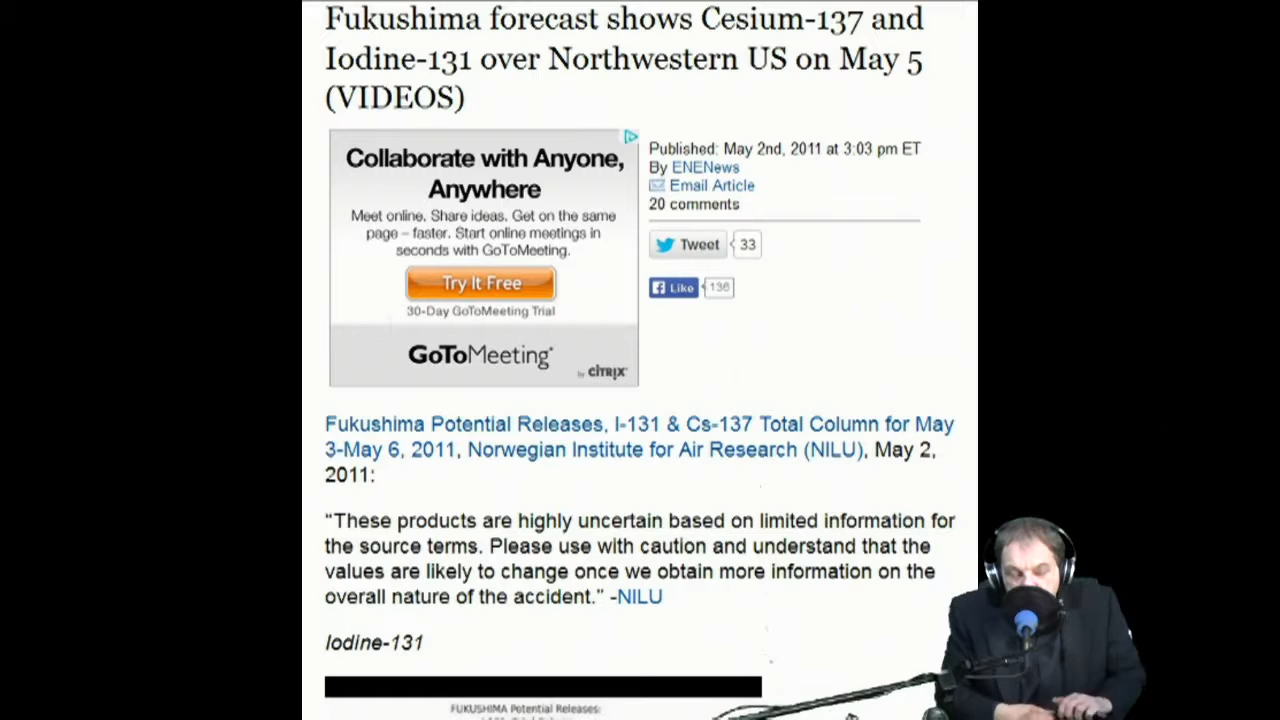 Fukushima forecast shows Cesium-137 and
Iodine-131 over Northwestern US on May 5
(VIDEOS)
Collaborate with Anyone,
Anywhere
Meet online. Share ideas. Get on the same
page – faster. Start online meetings in
seconds with GoToMeeting.
Try It Free
30-Day GoToMeeting Trial
GoToMeeting
by citrix
Published: May 2nd, 2011 at 3:03 pm ET
By ENENews
Email Article
20 comments
Tweet 33
Like 136
Fukushima Potential Releases, I-131 & Cs-137 Total Column for May
3-May 6, 2011, Norwegian Institute for Air Research (NILU), May 2,
2011:
“These products are highly uncertain based on limited information for
the source terms. Please use with caution and understand that the
values are likely to change once we obtain more information on the
overall nature of the accident.” -NILU
Iodine-131
FUKUSHIMA Potential Releases: